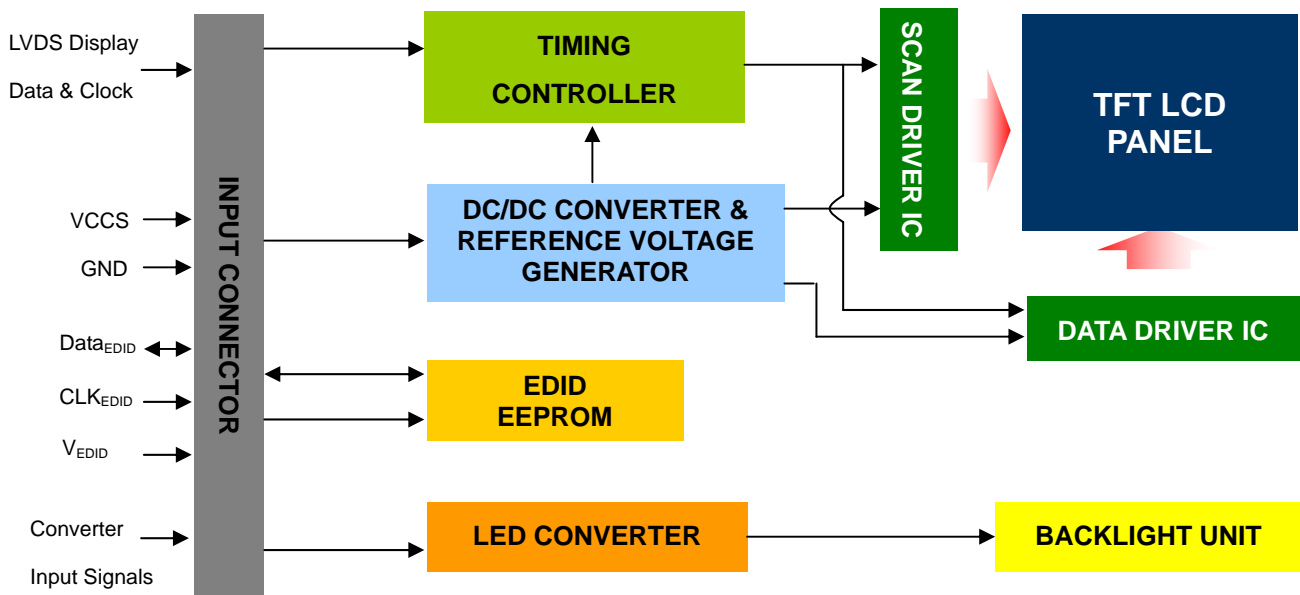 LVDS Display
Data & Clock
VCCS
GND
DataEDID
CLKEDID
VEDID
Converter
Input Signals
INPUT CONNECTOR
TIMING
CONTROLLER
DC/DC CONVERTER &
REFERENCE VOLTAGE
GENERATOR
EDID
EEPROM
LED CONVERTER
SCAN DRIVER IC
TFT LCD
PANEL
DATA DRIVER IC
BACKLIGHT UNIT